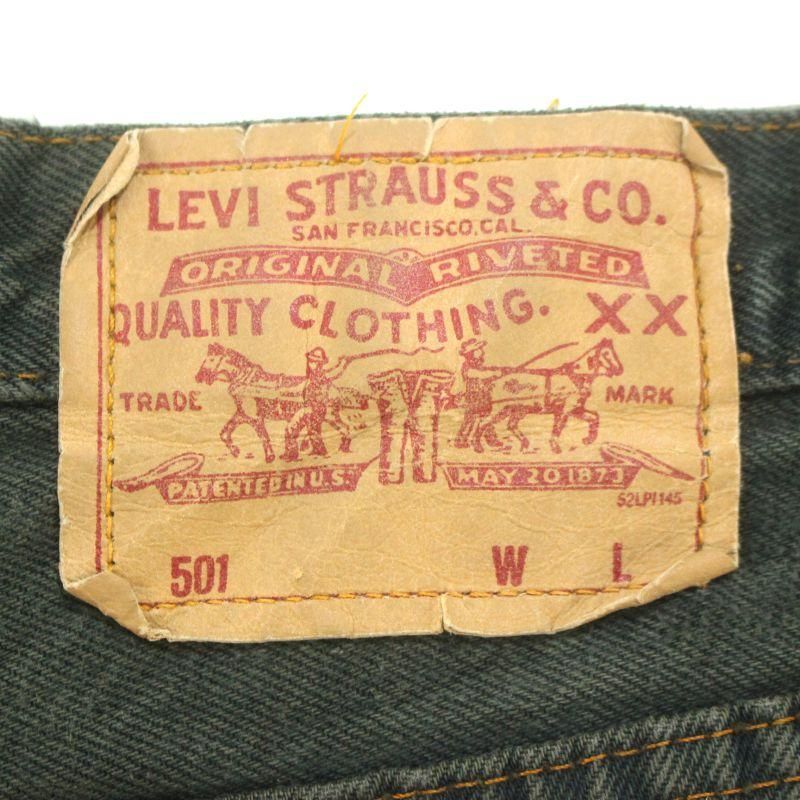 LEVI STRAUSS & CO.
SAN FRANCISCO, CAL.
ORIGINAL RIVETED
QUALITY CLOTHING. XX
TRADE MARK
PATENTED IN U.S. MAY 20 1873
S2LPI145
501 W L